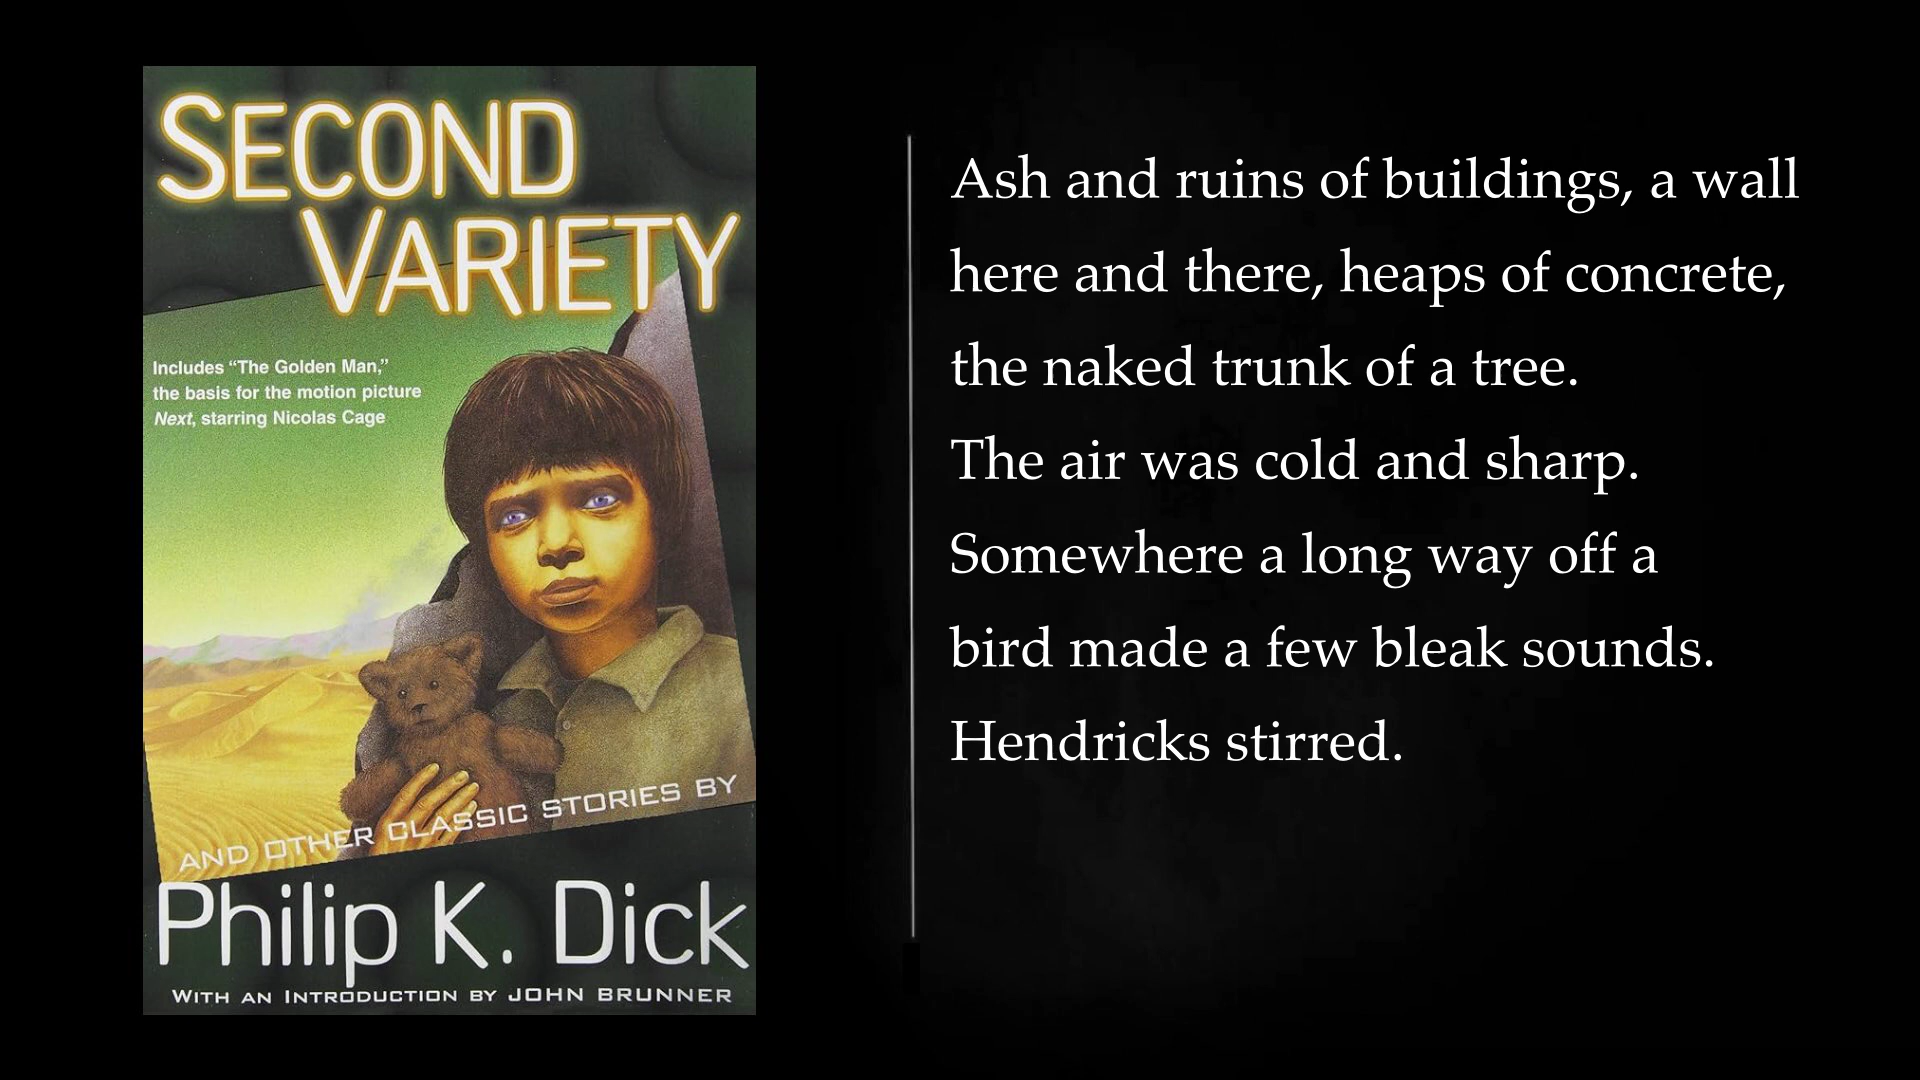 SECOND
VARIETY
Includes “The Golden Man,”
the basis for the motion picture
Next, starring Nicolas Cage
AND OTHER CLASSIC STORIES BY
Philip K. Dick
WITH AN INTRODUCTION BY JOHN BRUNNER
Ash and ruins of buildings, a wall
here and there, heaps of concrete,
the naked trunk of a tree.
The air was cold and sharp.
Somewhere a long way off a
bird made a few bleak sounds.
Hendricks stirred.